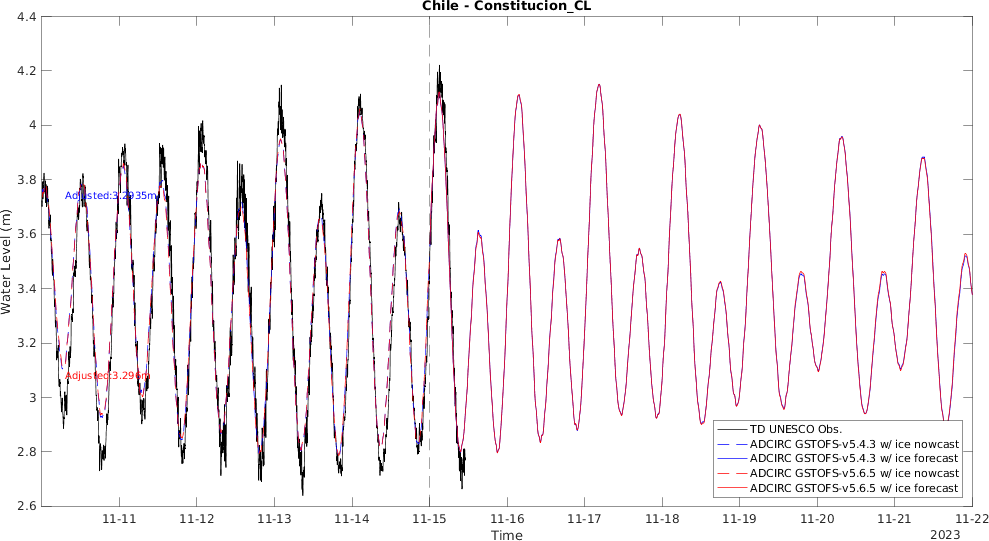 Chile - Constitucion_CL
4.4
4.2
4
3.8
3.6
3.4
3.2
3
2.8
2.6
Water Level (m)
Adjusted:3.2935m
Adjusted:3.296m
TD UNESCO Obs.
ADCIRC GSTOFS-v5.4.3 w/ ice nowcast
ADCIRC GSTOFS-v5.4.3 w/ ice forecast
ADCIRC GSTOFS-v5.6.5 w/ ice nowcast
ADCIRC GSTOFS-v5.6.5 w/ ice forecast
11-11 11-12 11-13 11-14 11-15 11-16 11-17 11-18 11-19 11-20 11-21 11-22
Time
2023